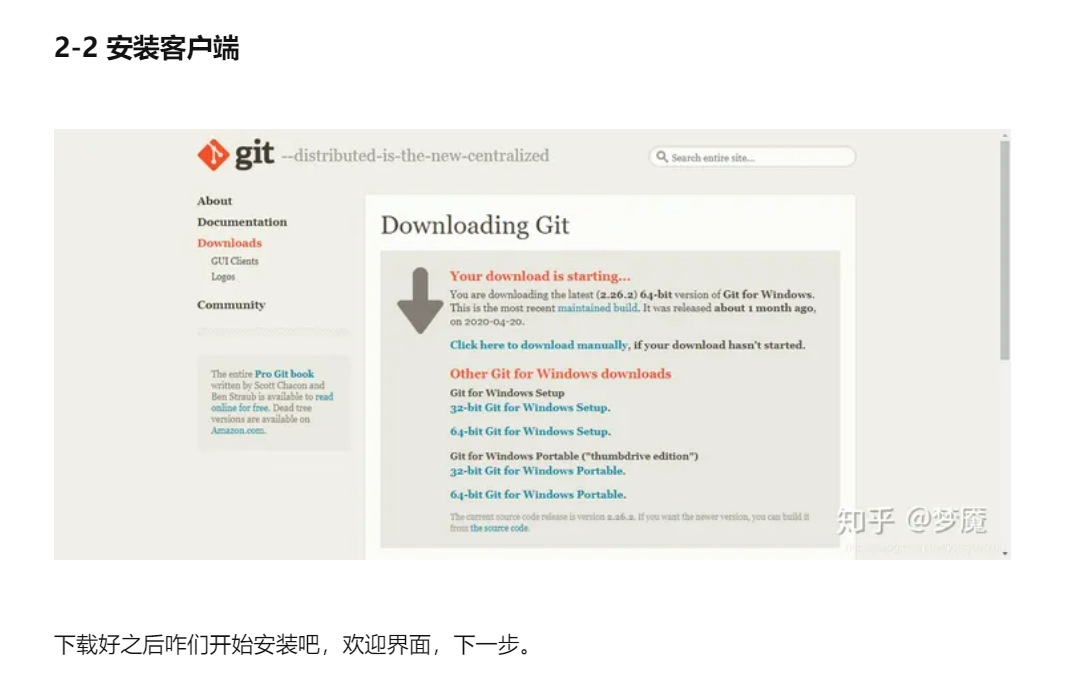 2-2 安装客户端
git --distributed-is-the-new-centralized
Search entire site...
About
Documentation
Downloads
GUI Clients
Logos
Community
The entire Pro Git book
written by Scott Chacon and
Ben Straub is available to read
online for free. Dead tree
versions are available on
Amazon.com.
Downloading Git
Your download is starting...
You are downloading the latest (2.26.2) 64-bit version of Git for Windows.
This is the most recent maintained build. It was released about 1 month ago,
on 2020-04-20.
Click here to download manually, if your download hasn't started.
Other Git for Windows downloads
Git for Windows Setup
32-bit Git for Windows Setup.
64-bit Git for Windows Setup.
Git for Windows Portable ("thumbdrive edition")
32-bit Git for Windows Portable.
64-bit Git for Windows Portable.
The current source code release is version 2.26.2. If you want the newer version, you can build it
from the source code.
知乎 @梦魇
下载好之后咱们开始安装吧，欢迎界面，下一步。